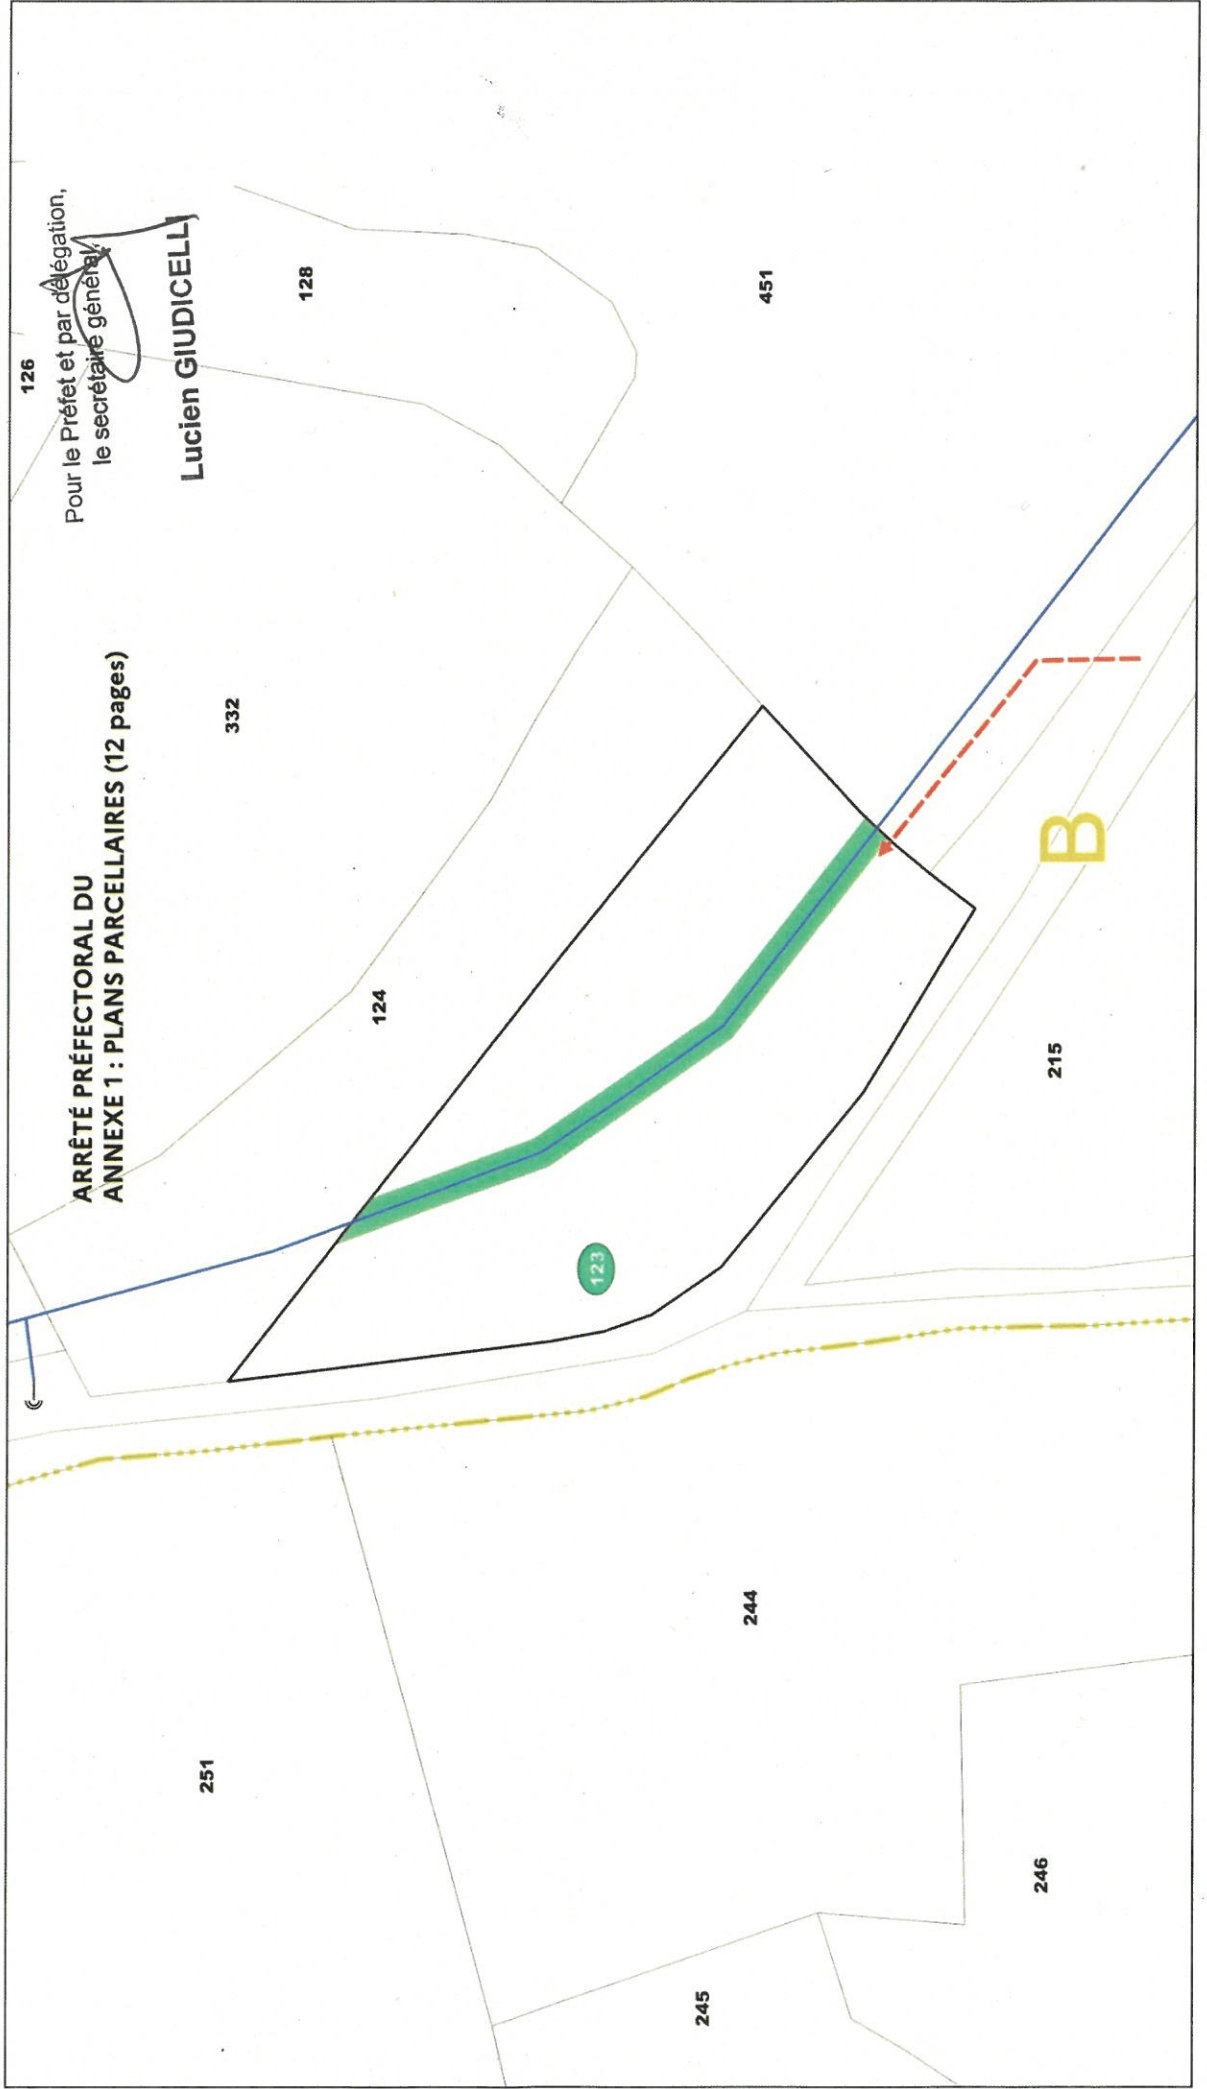 ARRÊTÉ PRÉFECTORAL DU
ANNEXE 1 : PLANS PARCELLAIRES (12 pages)
Pour le Préfet et par délégation,
le secrétaire général,
Lucien GIUDICELLI
126
128
332
451
124
123
215
B
251
244
246
245